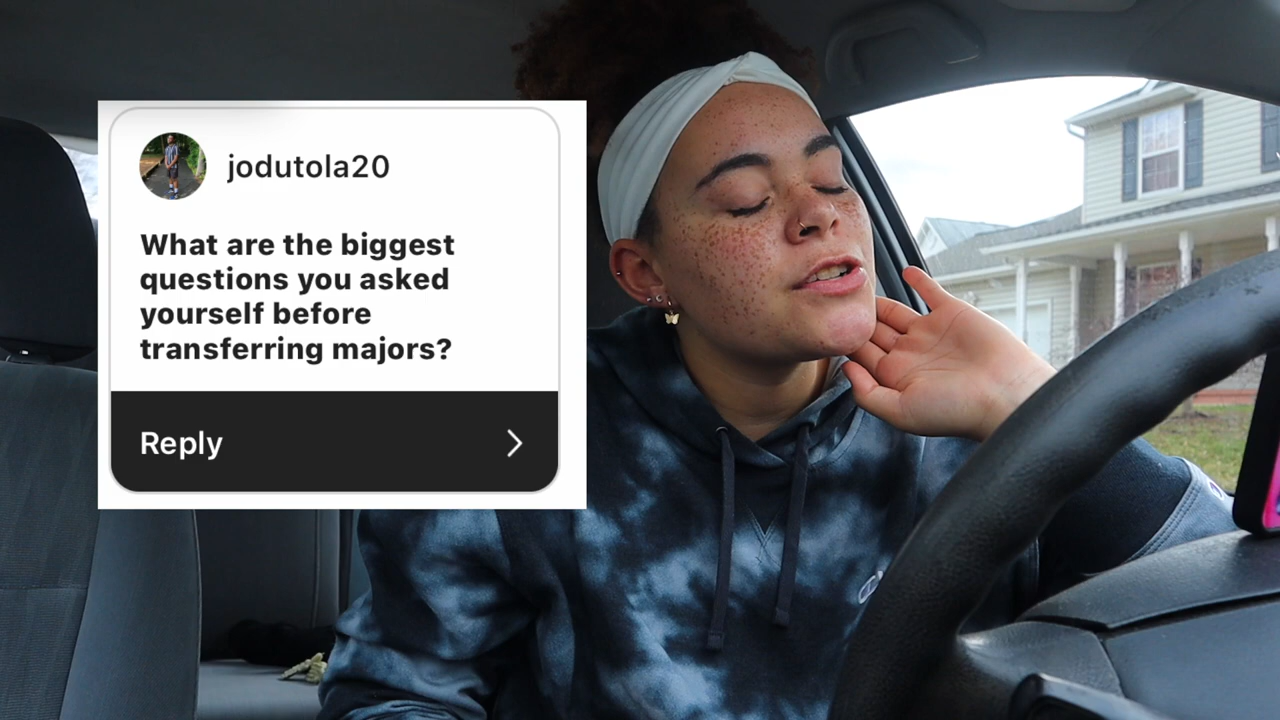 jodutola20
What are the biggest
questions you asked
yourself before
transferring majors?
Reply